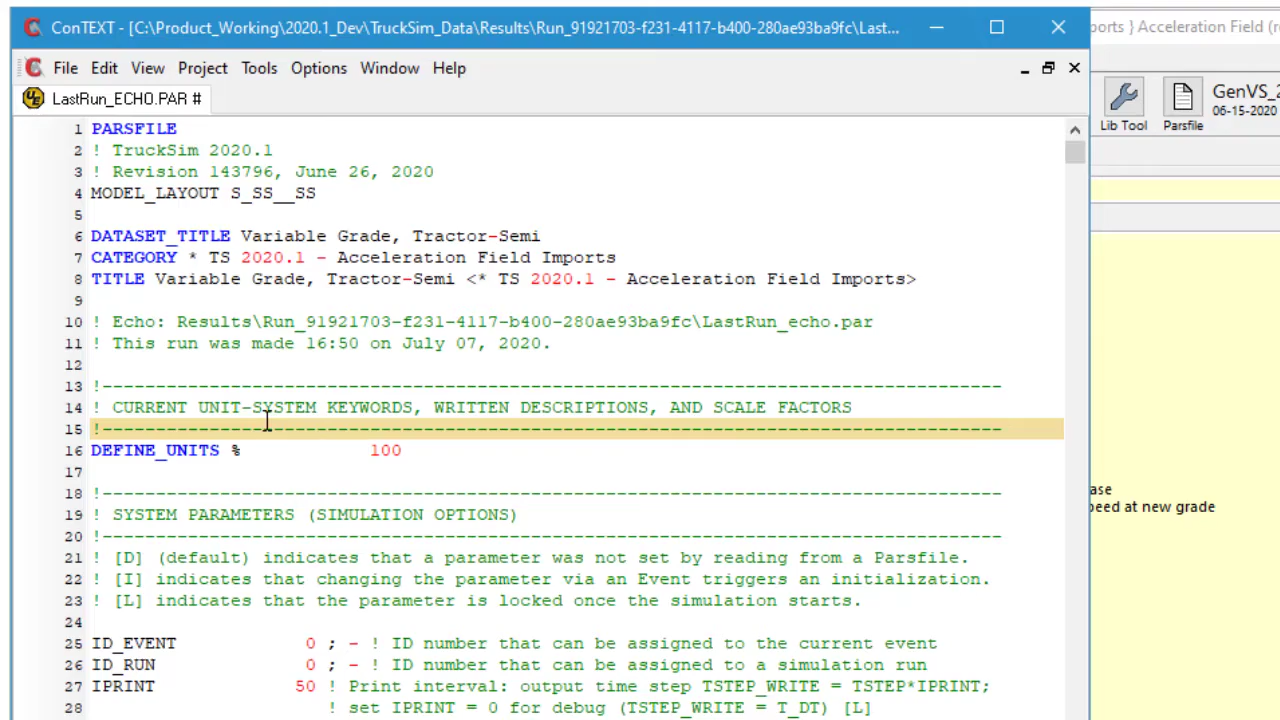 ConTEXT - [C:\Product_Working\2020.1_Dev\TruckSim_Data\Results\Run_91921703-f231-4117-b400-280ae93ba9fc\Last...
ports } Acceleration Field (r
File Edit View Project Tools Options Window Help
LastRun_ECHO.PAR #
Lib Tool
Parsfile
GenVS_2
06-15-2020
1 PARSFILE
2 ! TruckSim 2020.1
3 ! Revision 143796, June 26, 2020
4 MODEL_LAYOUT S_SS__SS
5
6 DATASET_TITLE Variable Grade, Tractor-Semi
7 CATEGORY * TS 2020.1 - Acceleration Field Imports
8 TITLE Variable Grade, Tractor-Semi <* TS 2020.1 - Acceleration Field Imports>
9
10 ! Echo: Results\Run_91921703-f231-4117-b400-280ae93ba9fc\LastRun_echo.par
11 ! This run was made 16:50 on July 07, 2020.
12
13 !------------------------------------------------------------------------------------
14 ! CURRENT UNIT-SYSTEM KEYWORDS, WRITTEN DESCRIPTIONS, AND SCALE FACTORS
15 !------------------------------------------------------------------------------------
16 DEFINE_UNITS % 100
17
18 !------------------------------------------------------------------------------------
19 ! SYSTEM PARAMETERS (SIMULATION OPTIONS)
20 !------------------------------------------------------------------------------------
21 ! [D] (default) indicates that a parameter was not set by reading from a Parsfile.
22 ! [I] indicates that changing the parameter via an Event triggers an initialization.
23 ! [L] indicates that the parameter is locked once the simulation starts.
24
25 ID_EVENT 0 ; - ! ID number that can be assigned to the current event
26 ID_RUN 0 ; - ! ID number that can be assigned to a simulation run
27 IPRINT 50 ! Print interval: output time step TSTEP_WRITE = TSTEP*IPRINT;
28 ! set IPRINT = 0 for debug (TSTEP_WRITE = T_DT) [L]
ase
peed at new grade